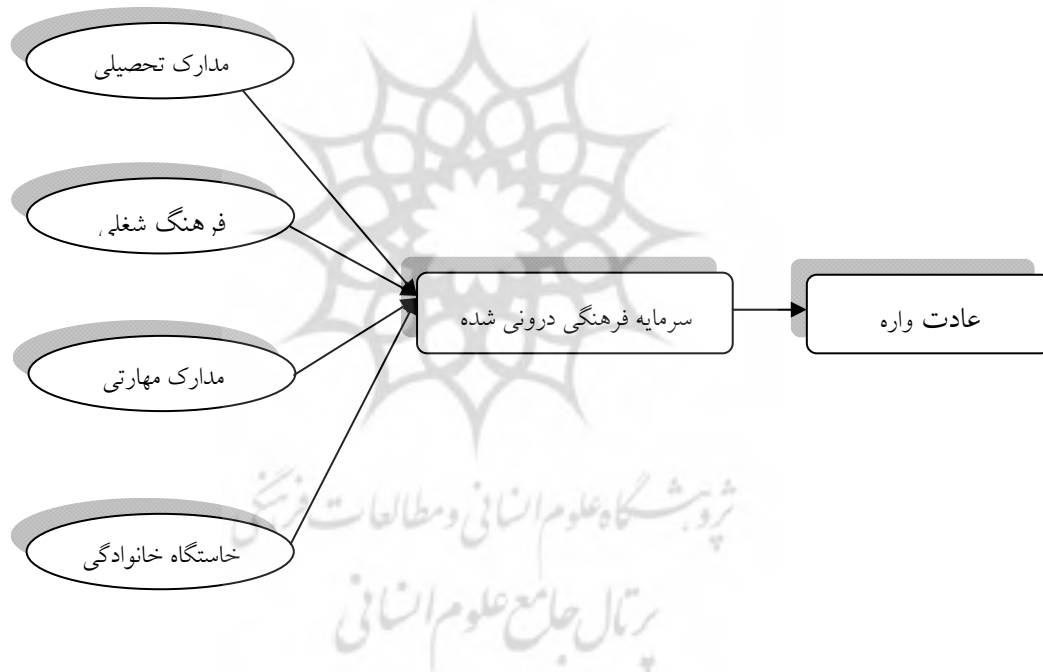 مدارک تحصیلی
فرهنگ شغلی
سرمایه فرهنگی درونی شده
عادت واره
مدارک مهارتی
خاستگاه خانوادگی
پژوهشگاه علوم انسانی و مطالعات فرهنگی
پرتال جامع علوم انسانی